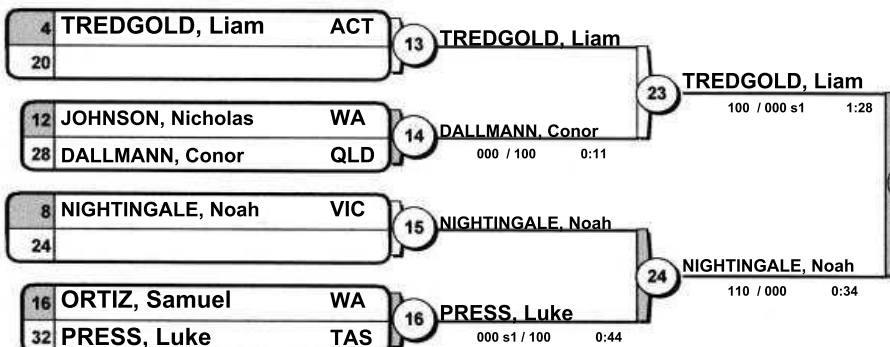 4 TREDGOLD, Liam ACT
20
13 TREDGOLD, Liam
12 JOHNSON, Nicholas WA
28 DALLMANN, Conor QLD
14 DALLMANN, Conor
000 / 100 0:11
23 TREDGOLD, Liam
100 / 000 s1 1:28
8 NIGHTINGALE, Noah VIC
24
15 NIGHTINGALE, Noah
16 ORTIZ, Samuel WA
32 PRESS, Luke TAS
16 PRESS, Luke
000 s1 / 100 0:44
24 NIGHTINGALE, Noah
110 / 000 0:34